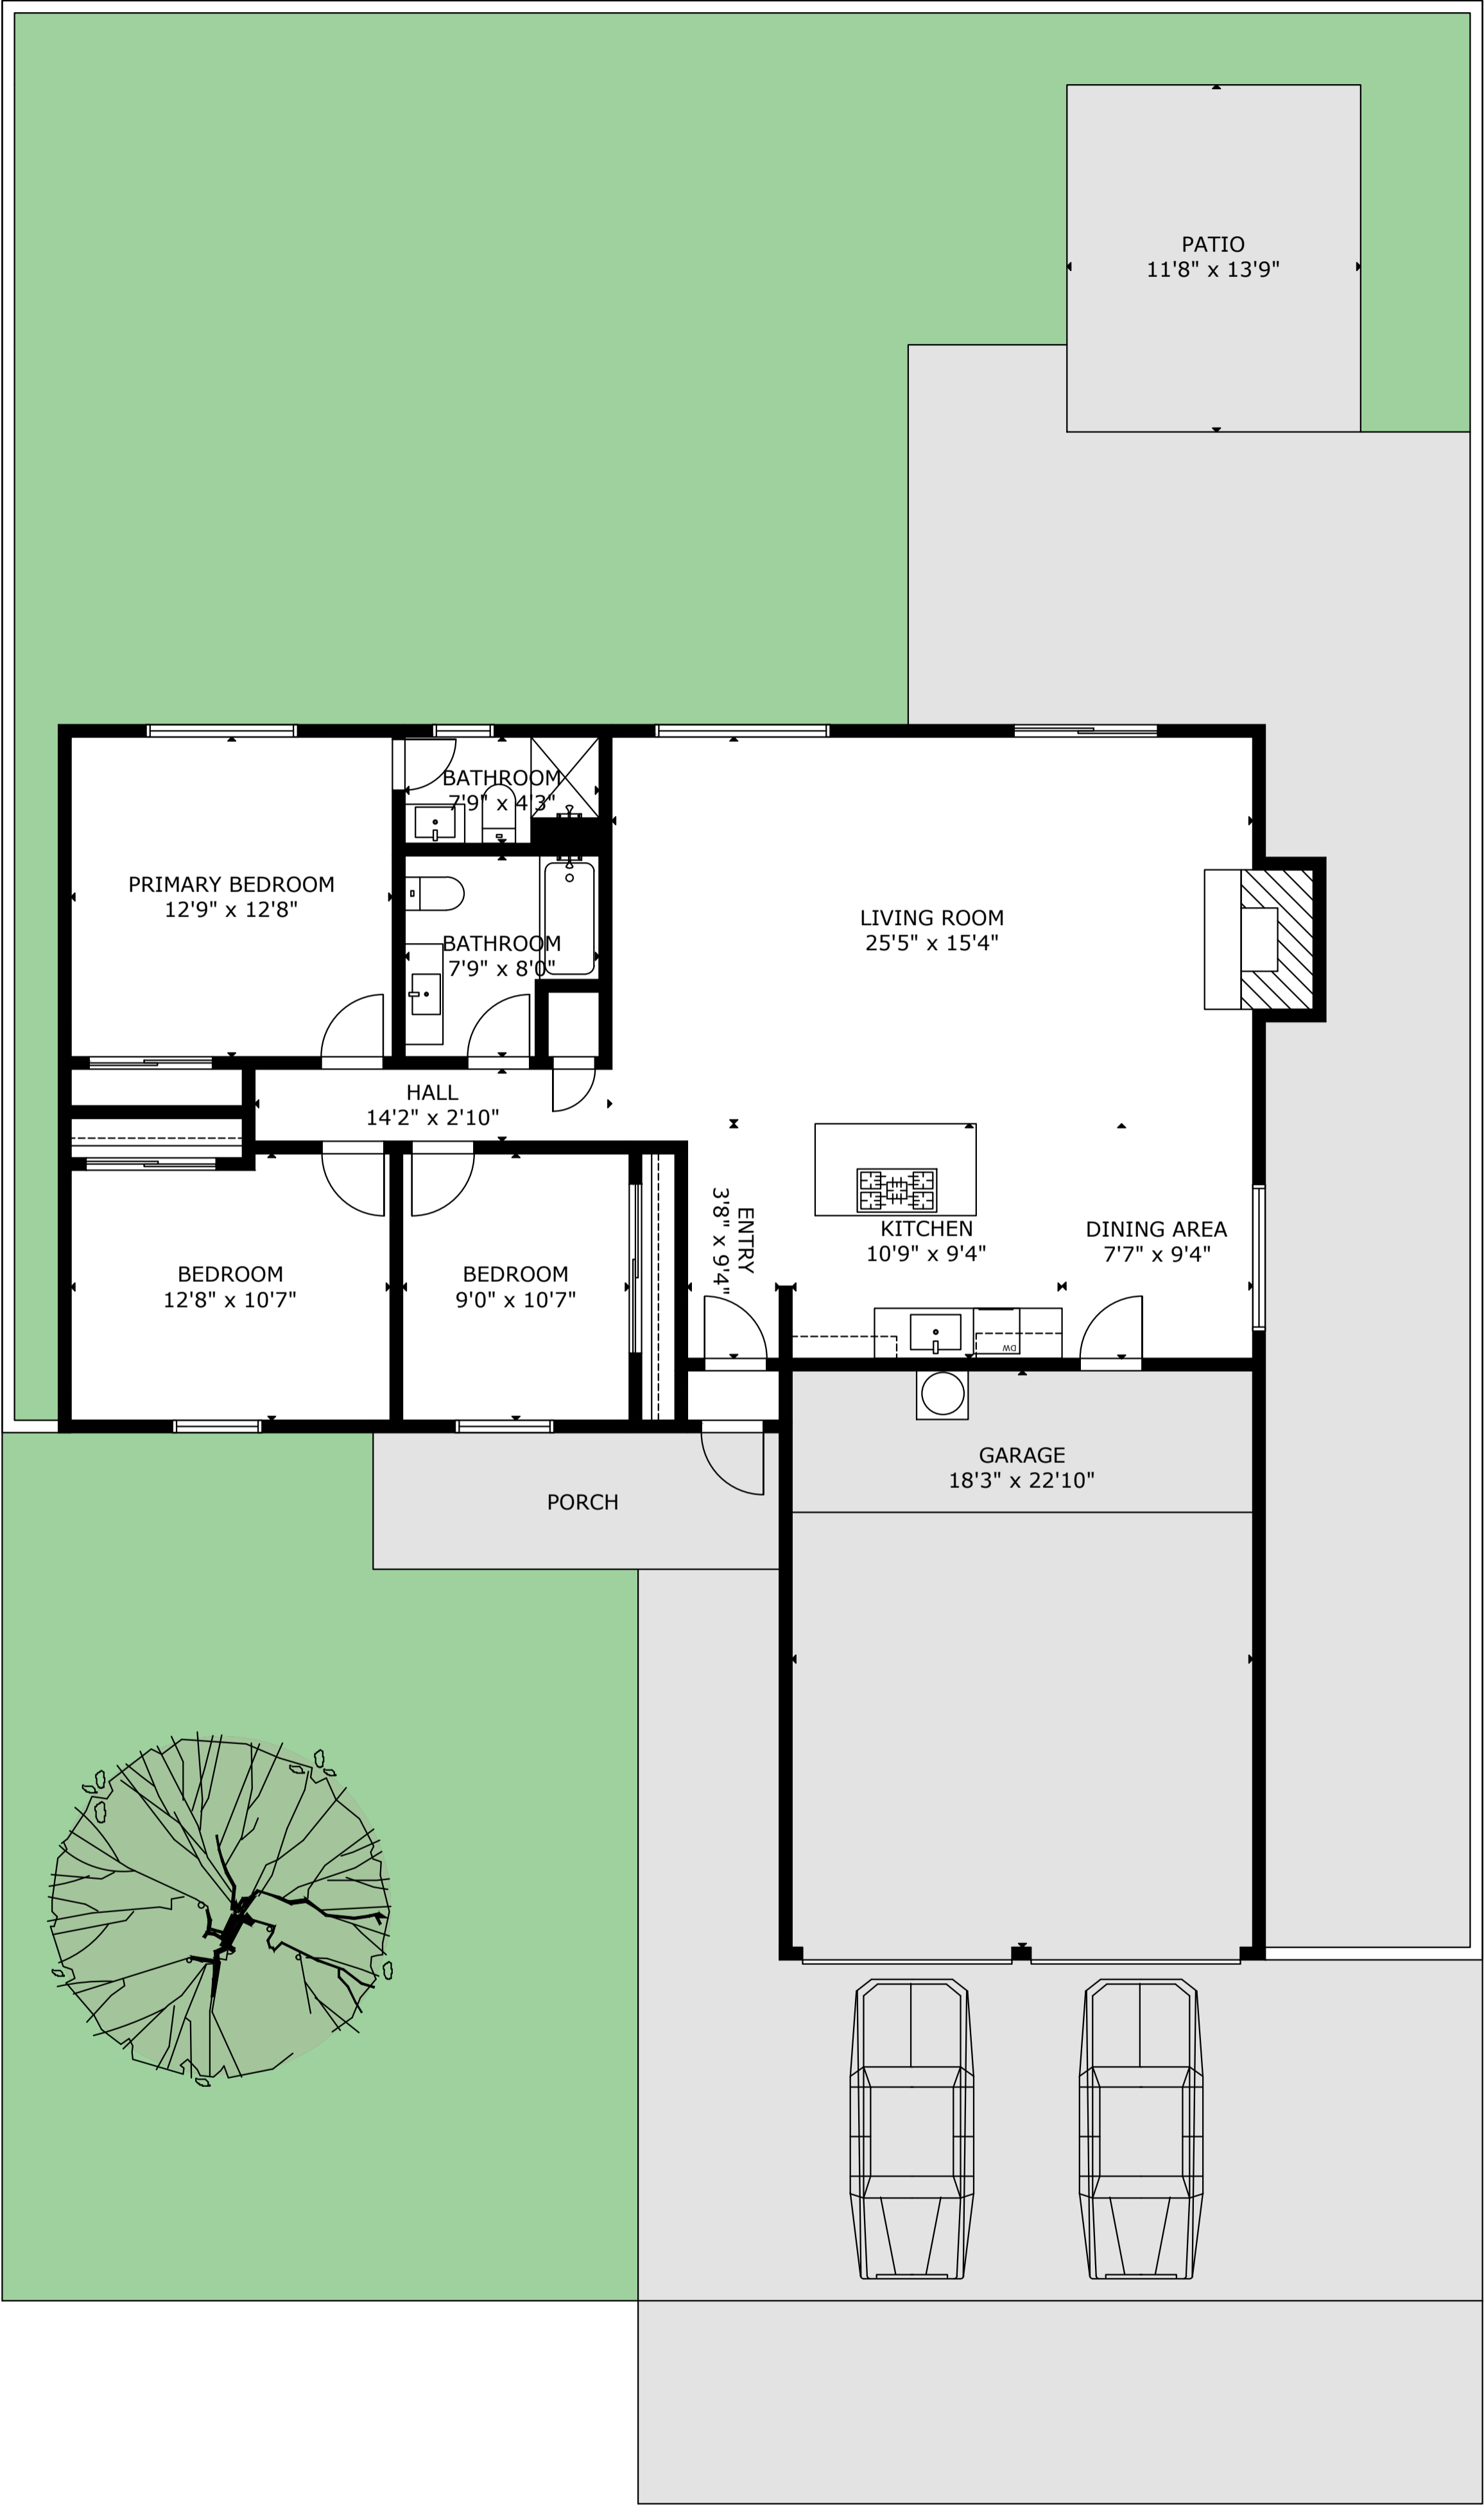 PATIO
11'8" x 13'9"
BATHROOM
7'9" x 4'3"
PRIMARY BEDROOM
12'9" x 12'8"
LIVING ROOM
25'5" x 15'4"
BATHROOM
7'9" x 8'0"
HALL
14'2" x 2'10"
ENTRY
3'8" x 9'4"
KITCHEN
10'9" x 9'4"
DINING AREA
7'7" x 9'4"
BEDROOM
12'8" x 10'7"
BEDROOM
9'0" x 10'7"
DW
GARAGE
18'3" x 22'10"
PORCH